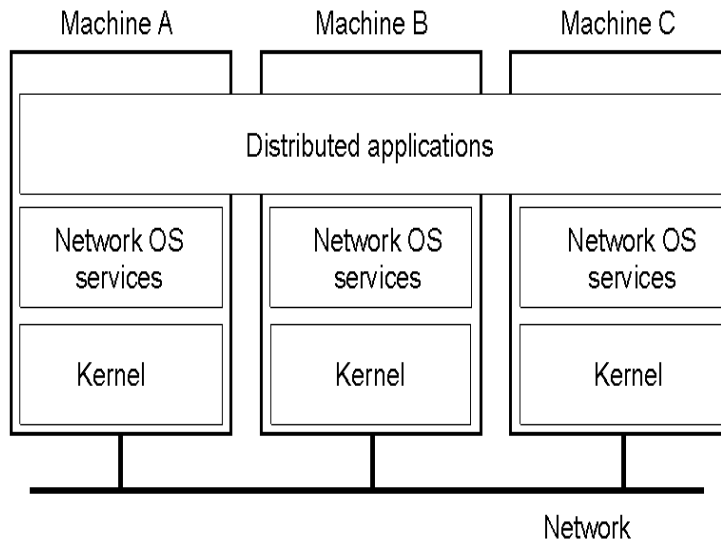 Machine A
Machine B
Machine C
Distributed applications
Network OS
services
Network OS
services
Network OS
services
Kernel
Kernel
Kernel
Network